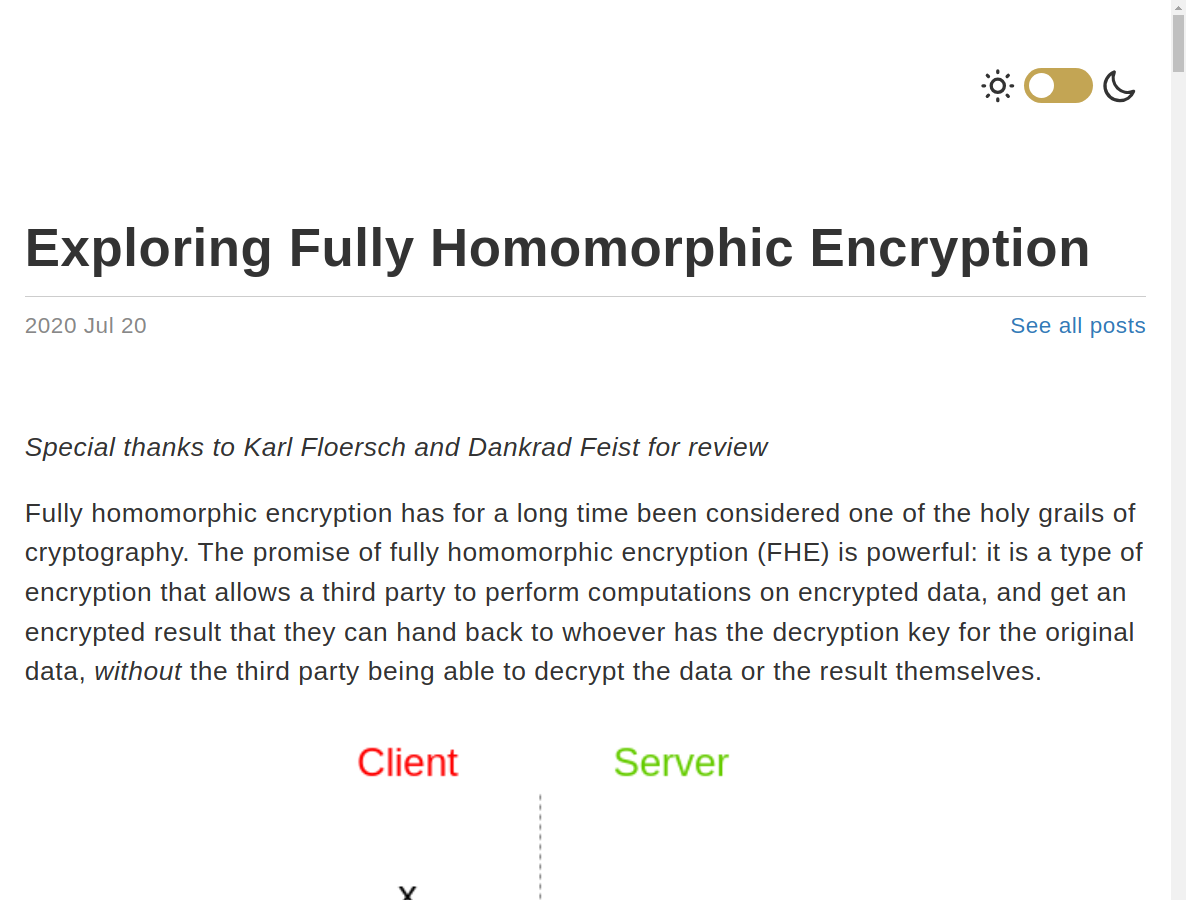 Exploring Fully Homomorphic Encryption
2020 Jul 20
See all posts
Special thanks to Karl Floersch and Dankrad Feist for review
Fully homomorphic encryption has for a long time been considered one of the holy grails of
cryptography. The promise of fully homomorphic encryption (FHE) is powerful: it is a type of
encryption that allows a third party to perform computations on encrypted data, and get an
encrypted result that they can hand back to whoever has the decryption key for the original
data, without the third party being able to decrypt the data or the result themselves.
Client
Server
x